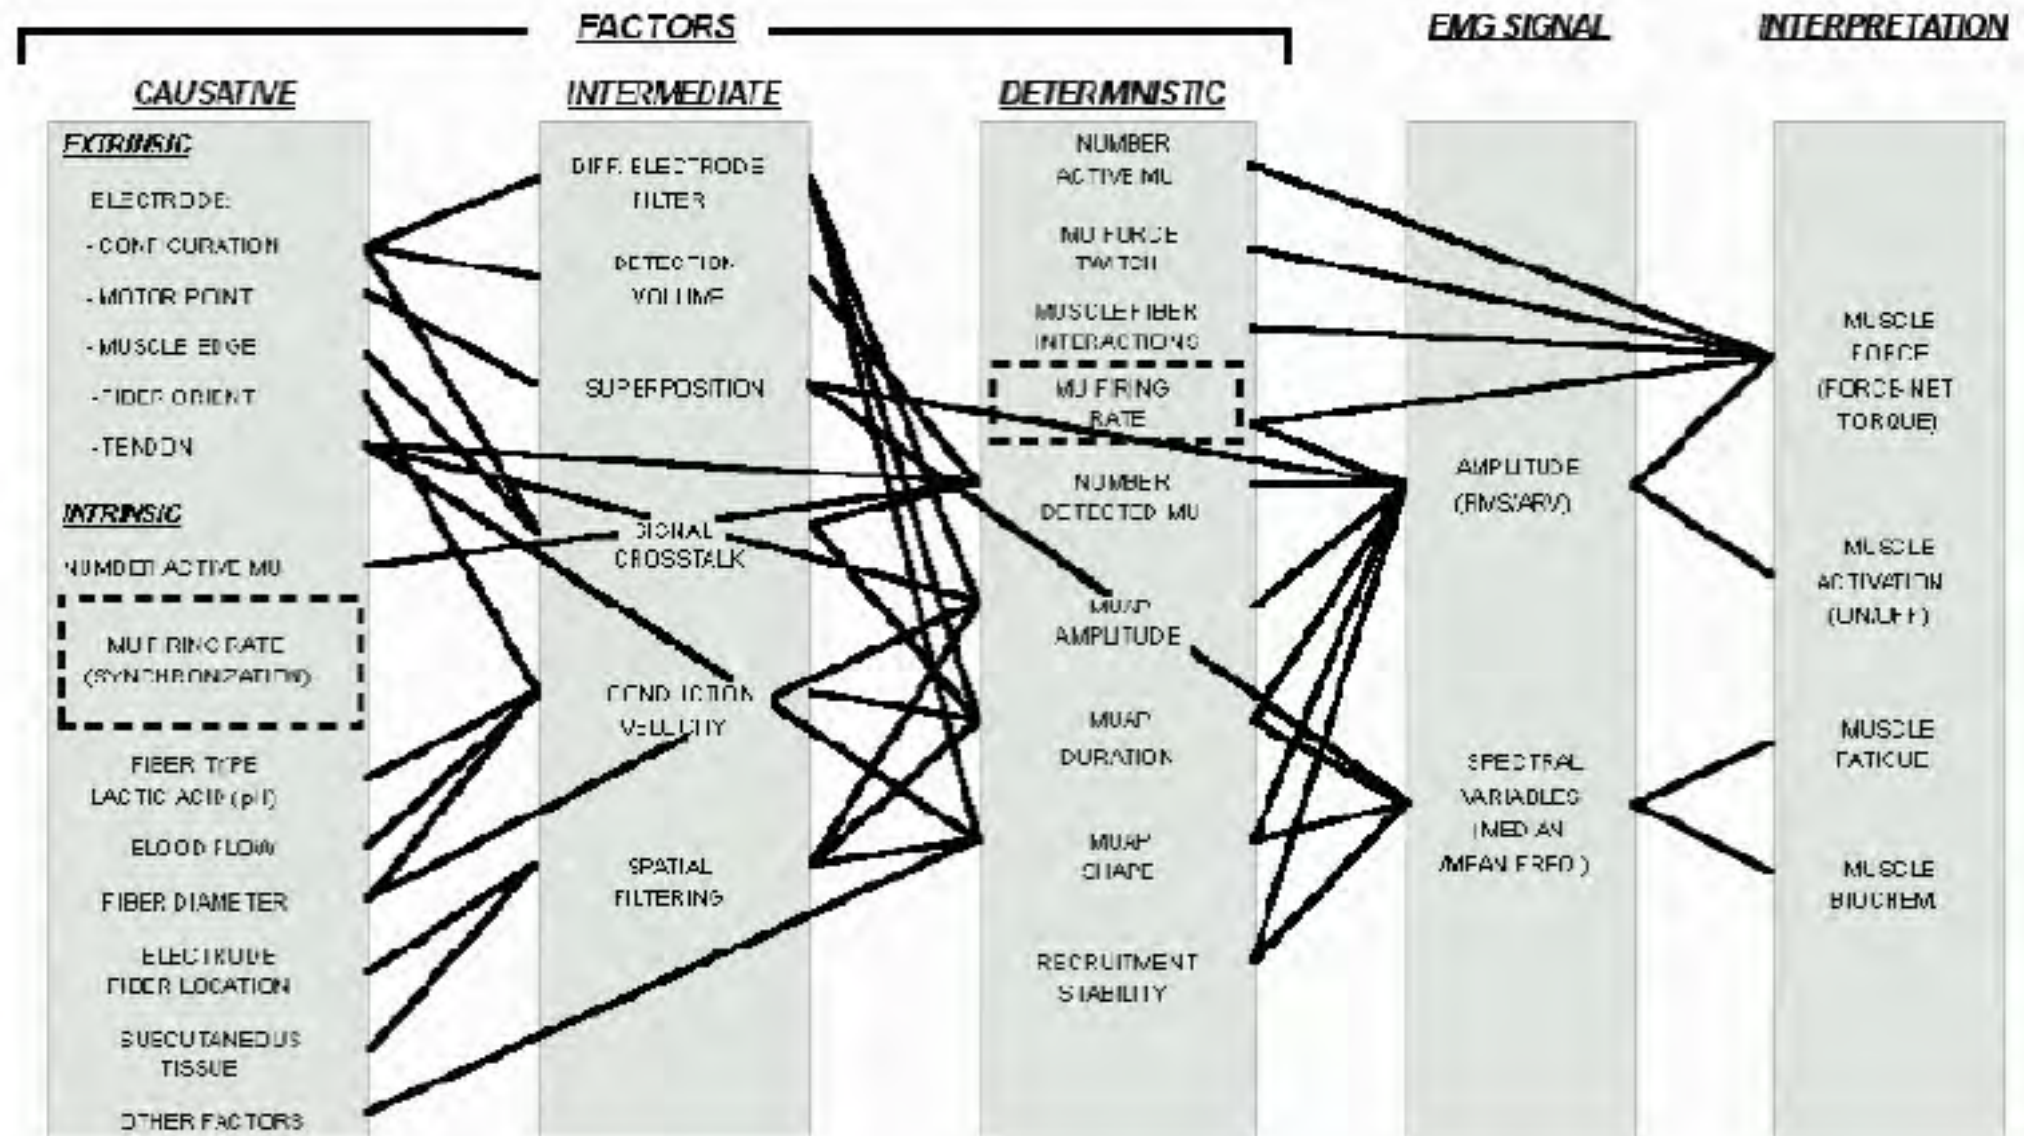 FACTORS
EMG SIGNAL
INTERPRETATION
CAUSATIVE
INTERMEDIATE
DETERMINISTIC
EXTRINSIC
ELECTRODE:
- CONFIGURATION
- MOTOR POINT
- MUSCLE EDGE
-FIBER ORIENT
-TENDON
INTRINSIC
NUMBER ACTIVE MU
MU FIRING RATE
(SYNCHRONIZATION)
FIBER TYPE
LACTIC ACID (pH)
BLOOD FLOW
FIBER DIAMETER
ELECTRODE
FIBER LOCATION
SUBCUTANEOUS
TISSUE
OTHER FACTORS
DIFF. ELECTRODE
FILTER
DETECTION
VOLUME
SUPERPOSITION
SIGNAL
CROSSTALK
CONDUCTION
VELOCITY
SPATIAL
FILTERING
NUMBER
ACTIVE MU
MU FORCE
TWITCH
MUSCLE FIBER
INTERACTIONS
MU FIRING
RATE
NUMBER
DETECTED MU
MUAP
AMPLITUDE
MUAP
DURATION
MUAP
SHAPE
RECRUITMENT
STABILITY
AMPLITUDE
(RMS/ARV)
SPECTRAL
VARIABLES
(MEDIAN
/MEAN FREQ.)
MUSCLE
FORCE
(FORCE-NET
TORQUE)
MUSCLE
ACTIVATION
(ON/OFF)
MUSCLE
FATIGUE
MUSCLE
BIOCHEM.